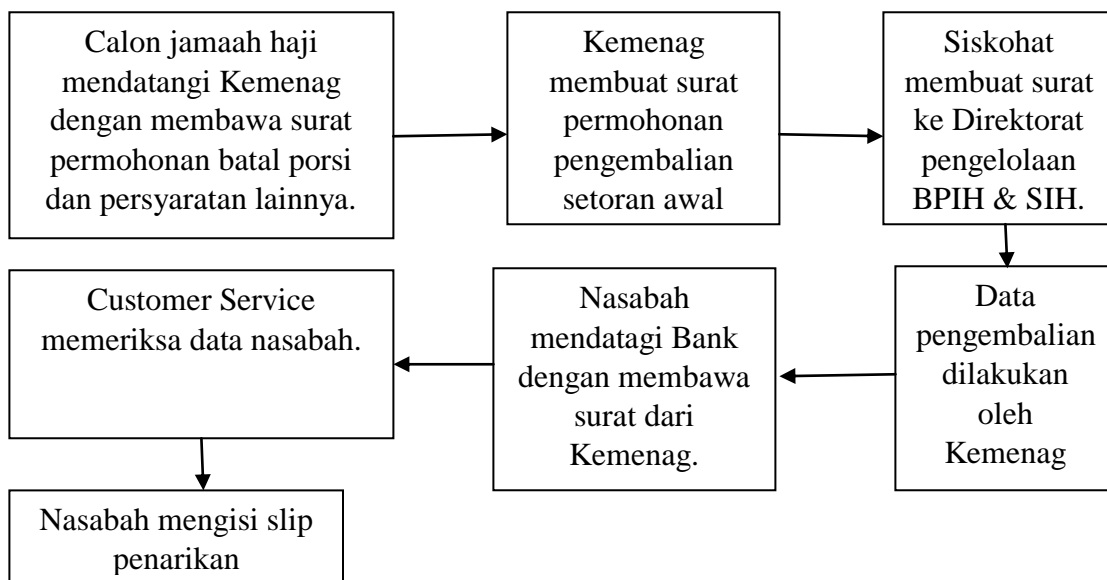 Calon jamaah haji
mendatangi Kemenag
dengan membawa surat
permohonan batal porsi
dan persyaratan lainnya.
Kemenag
membuat surat
permohonan
pengembalian
setoran awal
Siskohat
membuat surat
ke Direktorat
pengelolaan
BPIH & SIH.
Data
pengembalian
dilakukan
oleh
Kemenag
Nasabah
mendatagi Bank
dengan membawa
surat dari
Kemenag.
Customer Service
memeriksa data nasabah.
Nasabah mengisi slip
penarikan